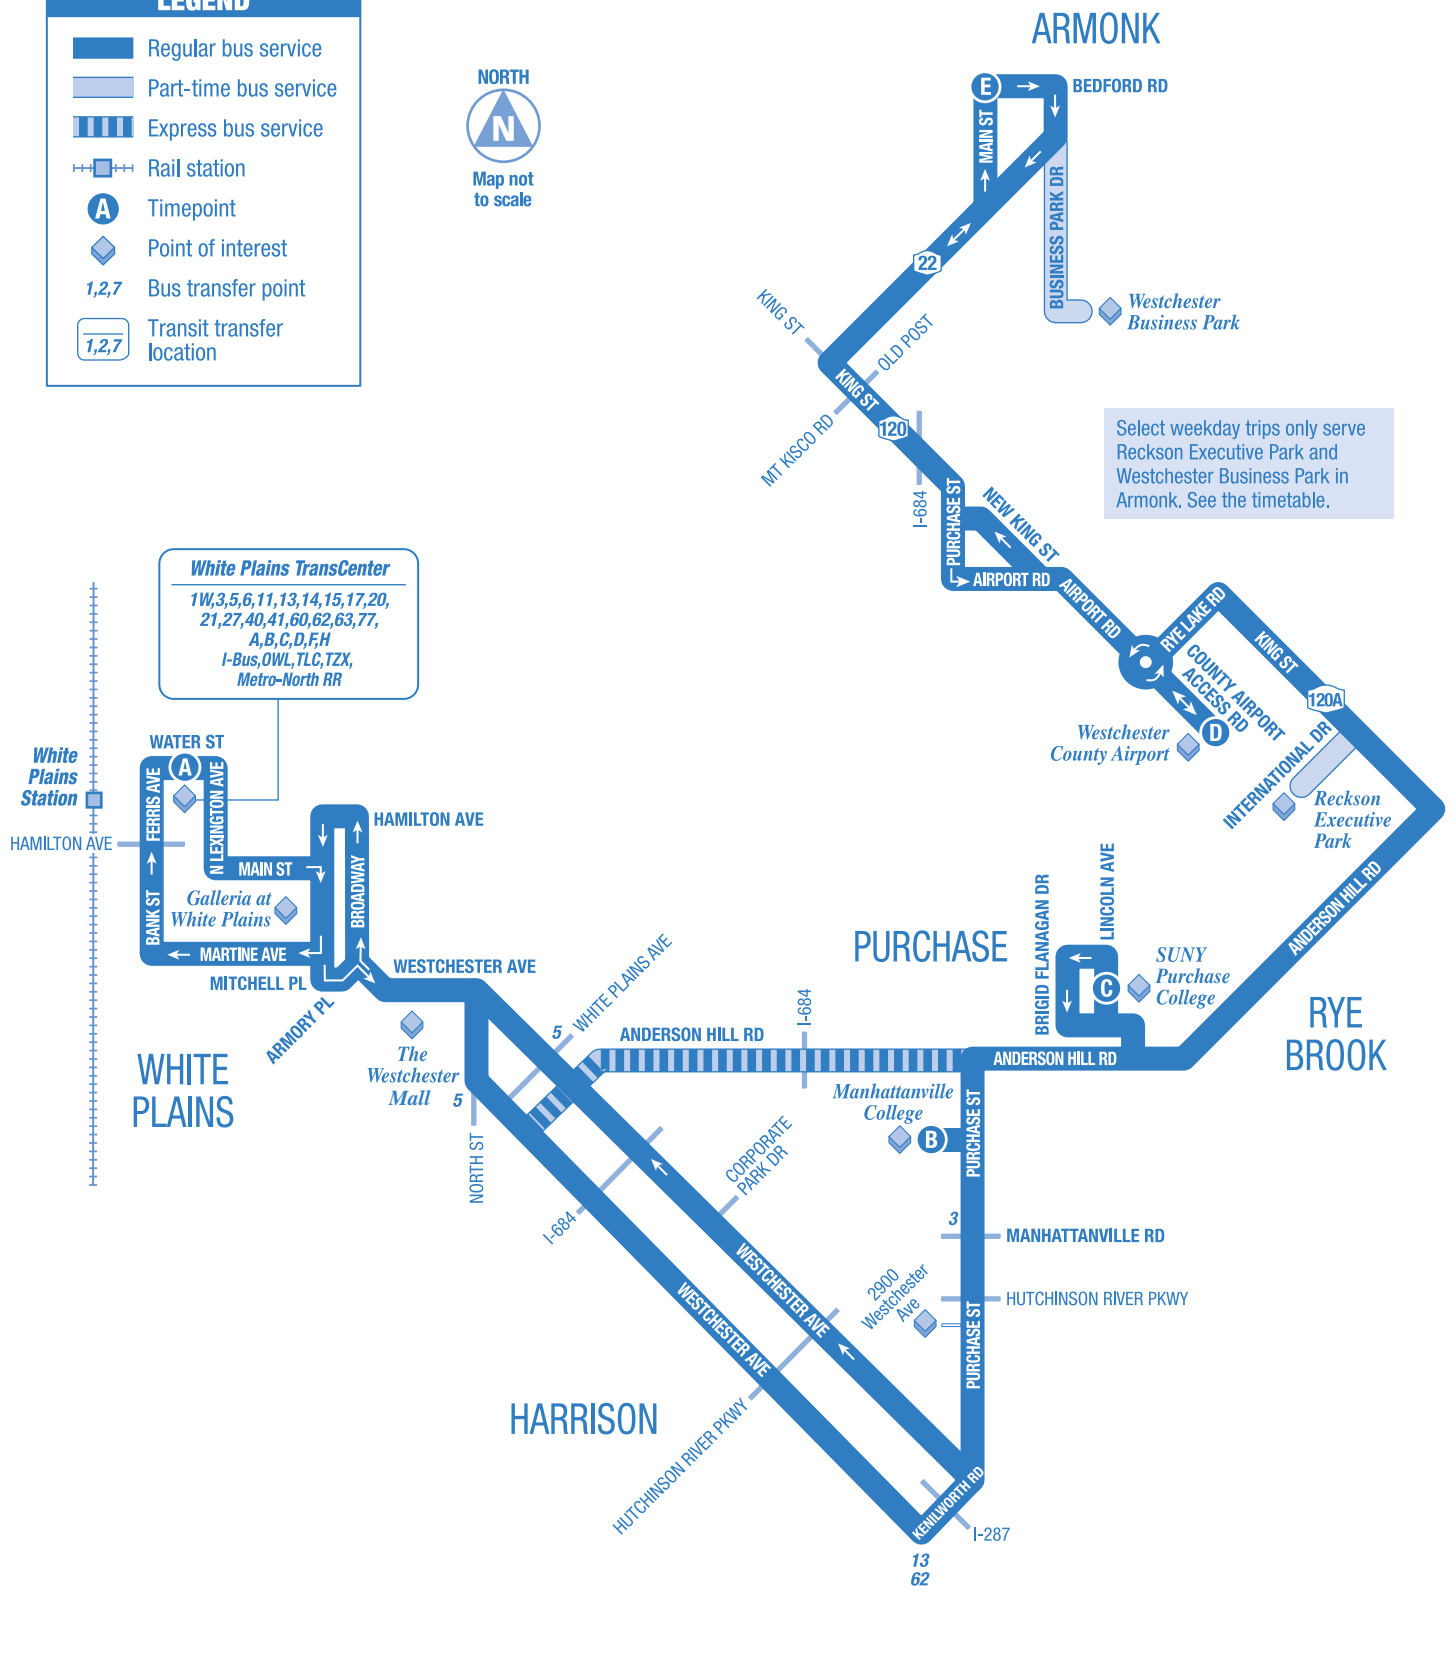 LEGEND
Regular bus service
Part-time bus service
Express bus service
Rail station
A
Timepoint
Point of interest
1,2,7
Bus transfer point
1,2,7
Transit transfer
location
NORTH
N
Map not
to scale
ARMONK
E
BEDFORD RD
MAIN ST
BUSINESS PARK DR
22
Westchester
Business Park
KING ST
OLD POST
KING ST
120
MT KISCO RD
I-684
Select weekday trips only serve
Reckson Executive Park and
Westchester Business Park in
Armonk. See the timetable.
PURCHASE ST
NEW KING ST
AIRPORT RD
AIRPORT RD
RYE LAKE RD
KING ST
COUNTY AIRPORT
ACCESS RD
120A
D
Westchester
County Airport
INTERNATIONAL DR
Reckson
Executive
Park
White Plains TransCenter
1W,3,5,6,11,13,14,15,17,20,
21,27,40,41,60,62,63,77,
A,B,C,D,F,H
I-Bus,OWL,TLC,TZX,
Metro-North RR
White
Plains
Station
WATER ST
A
FERRIS AVE
N LEXINGTON AVE
HAMILTON AVE
HAMILTON AVE
MAIN ST
BROADWAY
Galleria at
White Plains
BANK ST
MARTINE AVE
MITCHELL PL
ARMORY PL
WESTCHESTER AVE
The
Westchester
Mall
WHITE
PLAINS
5
NORTH ST
5
WHITE PLAINS AVE
ANDERSON HILL RD
I-684
PURCHASE
BRIGID FLANAGAN DR
LINCOLN AVE
C
SUNY
Purchase
College
ANDERSON HILL RD
ANDERSON HILL RD
RYE
BROOK
Manhattanville
College
B
PURCHASE ST
I-684
CORPORATE
PARK DR
3
MANHATTANVILLE RD
HUTCHINSON RIVER PKWY
2900
Westchester
Ave
PURCHASE ST
WESTCHESTER AVE
WESTCHESTER AVE
HARRISON
HUTCHINSON RIVER PKWY
KENILWORTH RD
I-287
13
62